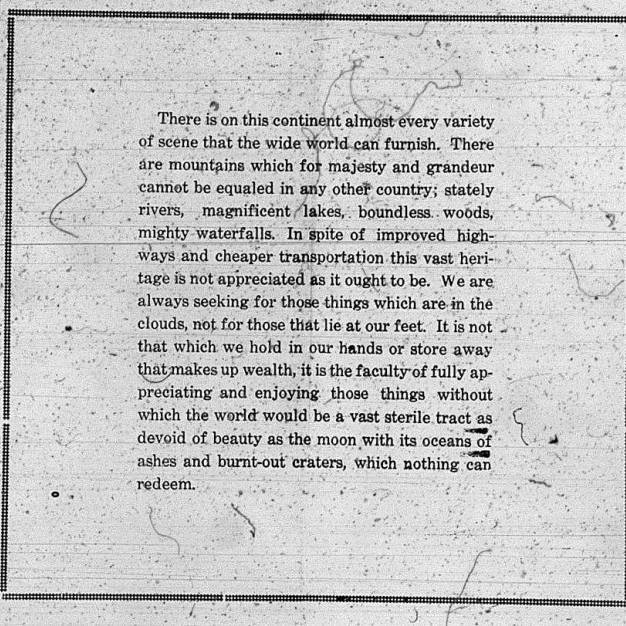 There is on this continent almost every variety
of scene that the wide world can furnish. There
are mountains which for majesty and grandeur
cannot be equaled in any other country; stately
rivers, magnificent lakes, boundless woods,
mighty waterfalls. In spite of improved high-
ways and cheaper transportation this vast heri-
tage is not appreciated as it ought to be. We are
always seeking for those things which are in the
clouds, not for those that lie at our feet. It is not
that which we hold in our hands or store away
that makes up wealth, it is the faculty of fully ap-
preciating and enjoying those things without
which the world would be a vast sterile tract as
devoid of beauty as the moon with its oceans of
ashes and burnt-out craters, which nothing can
redeem.